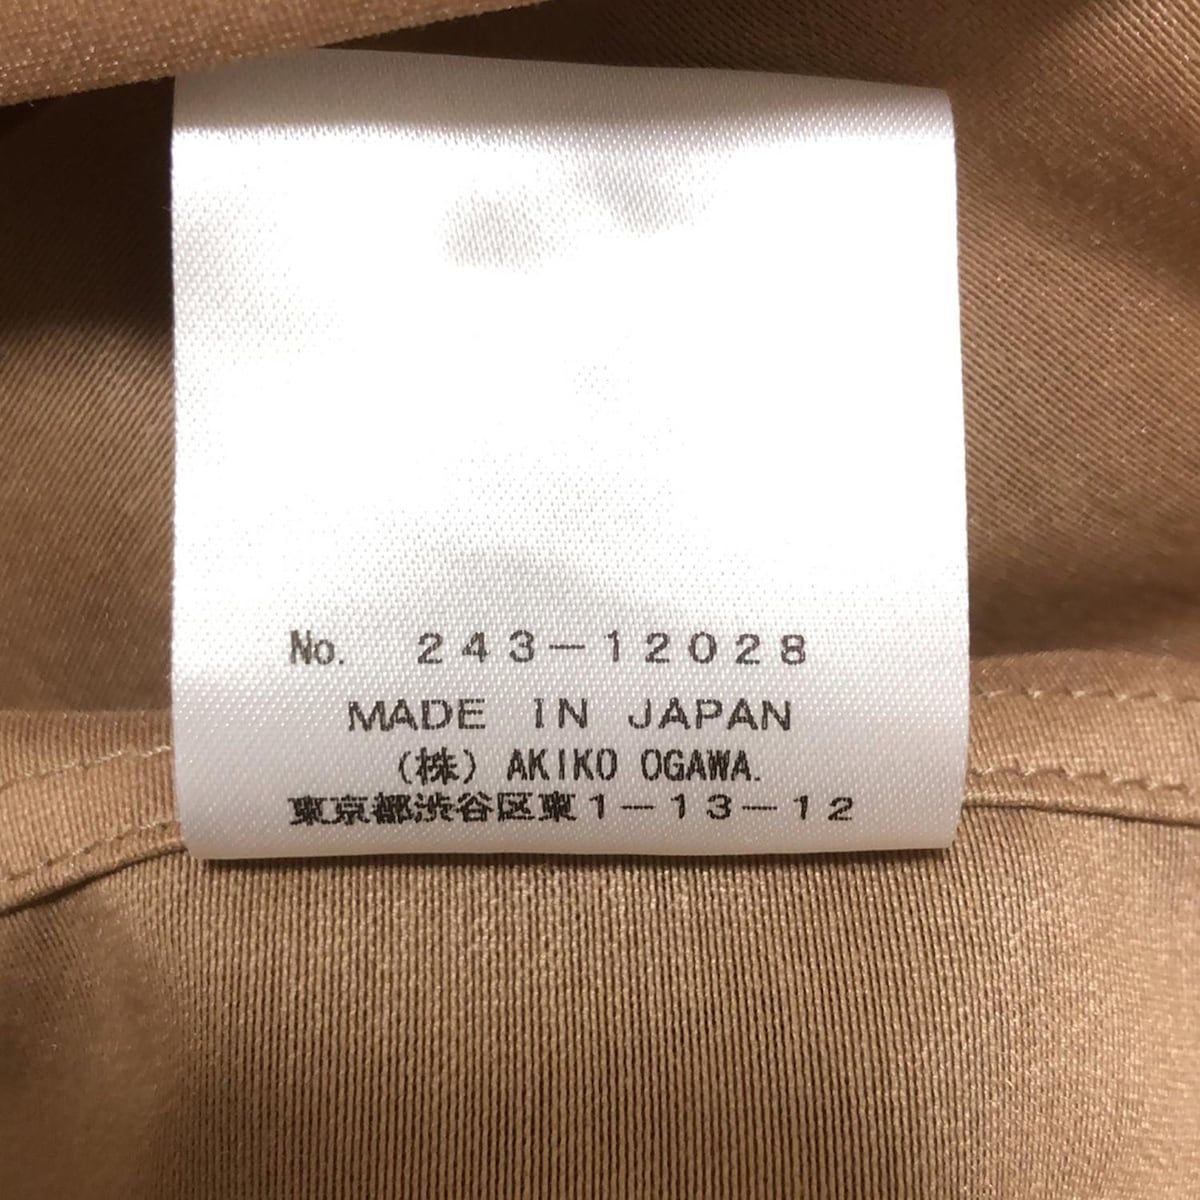 No. 243-12028
MADE IN JAPAN
(株) AKIKO OGAWA.
東京都渋谷区東1-13-12